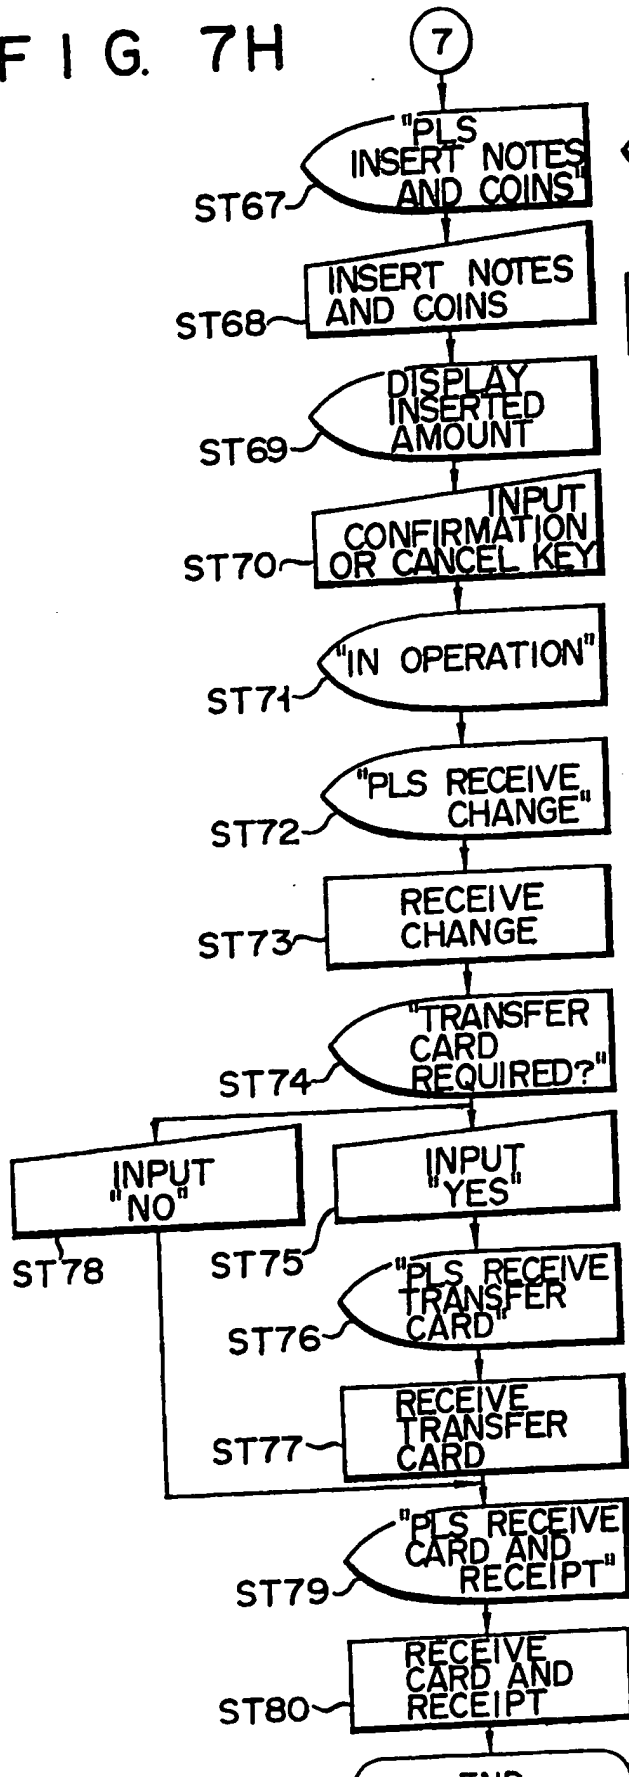 FIG. 7H
7
"PLS
INSERT NOTES
AND COINS"
ST67
INSERT NOTES
AND COINS
ST68
DISPLAY
INSERTED
AMOUNT
ST69
INPUT
CONFIRMATION
OR CANCEL KEY
ST70
"IN OPERATION"
ST71
"PLS RECEIVE
CHANGE"
ST72
RECEIVE
CHANGE
ST73
"TRANSFER
CARD
REQUIRED?"
ST74
INPUT
"NO"
ST78
INPUT
"YES"
ST75
"PLS RECEIVE
TRANSFER
CARD"
ST76
RECEIVE
TRANSFER
CARD
ST77
"PLS RECEIVE
CARD AND
RECEIPT"
ST79
RECEIVE
CARD AND
RECEIPT
ST80
END